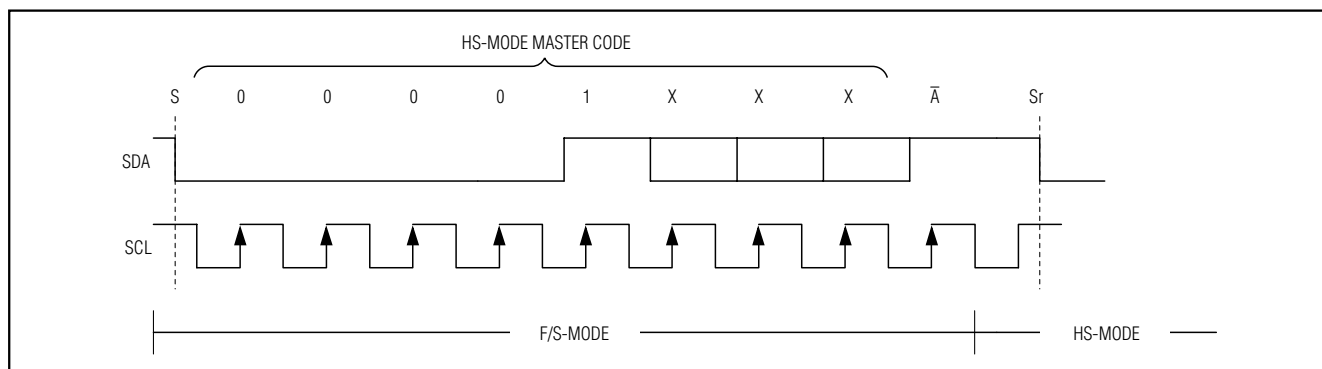 HS-MODE MASTER CODE
S 0 0 0 0 1 X X X A̅ Sr
SDA
SCL
F/S-MODE HS-MODE